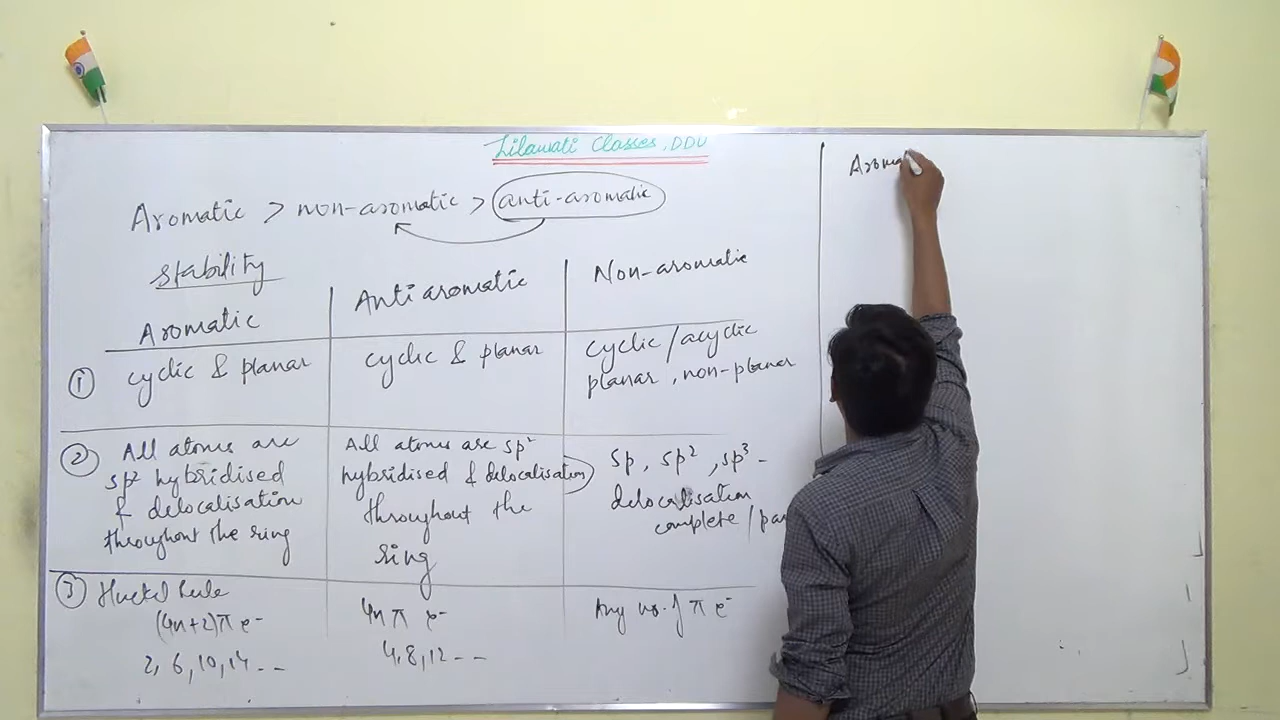 Lilawati Classes, DDU
Aromatic > non-aromatic > anti-aromatic
Stability
Aromatic
Anti aromatic
Non-aromatic
①
cyclic & planar
cyclic & planar
cyclic / acyclic
planar, non-planar
②
All atoms are
sp² hybridised
& delocalisation
throughout the ring
All atoms are sp²
hybridised & delocalisation
throughout the
ring
sp, sp², sp³ -
delocalisation
complete /
③ Huckel Rule
(4n+2)π e-
2, 6, 10, 14 --
4n π e-
4, 8, 12 --
Any no. of π e-
Aroma